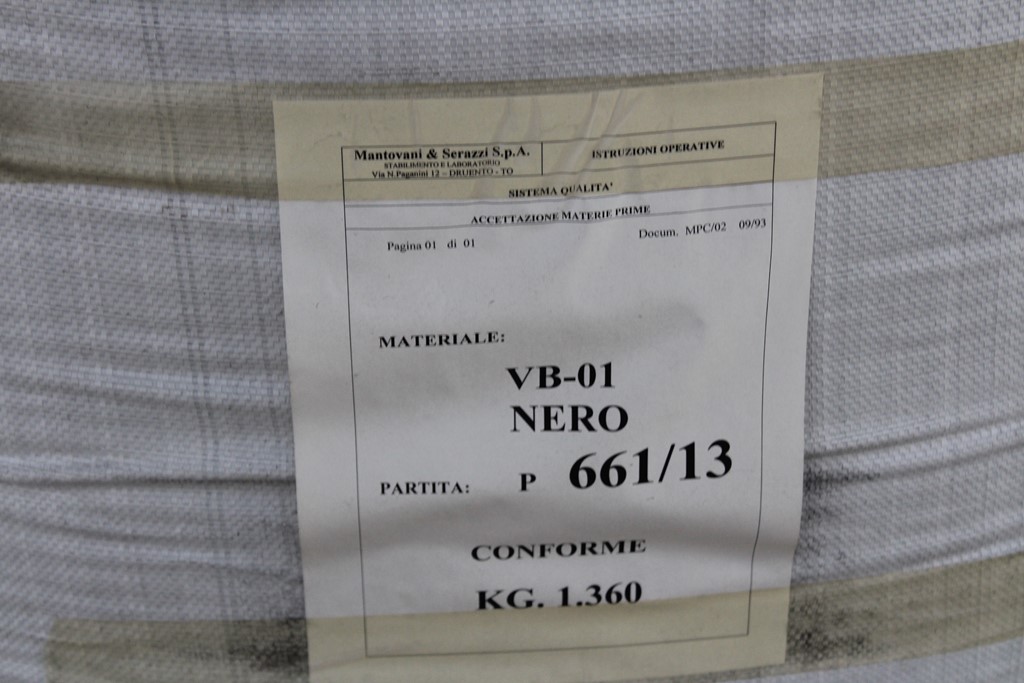 Mantovani & Serazzi S.p.A. ISTRUZIONI OPERATIVE
STABILIMENTO E LABORATORIO
Via N.Paganini 12 – DRUENTO - TO
SISTEMA QUALITA'
ACCETTAZIONE MATERIE PRIME
Pagina 01 di 01 Docum. MPC/02 09/93
MATERIALE:
VB-01
NERO
PARTITA: P 661/13
CONFORME
KG. 1.360